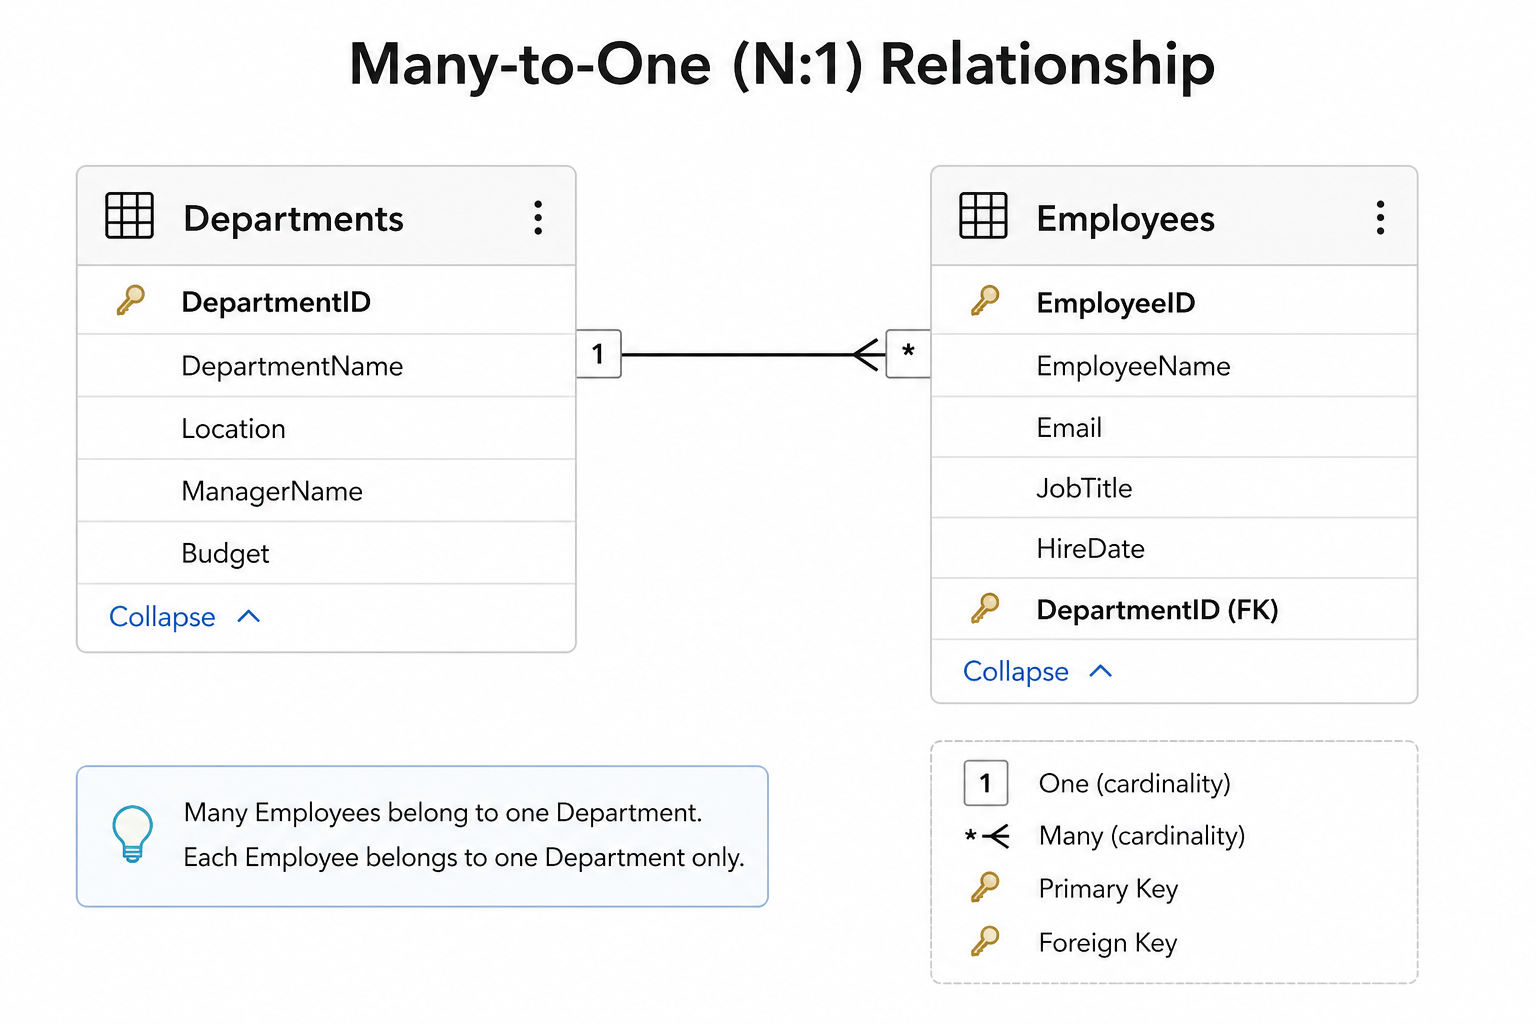 Many-to-One (N:1) Relationship
Departments
DepartmentID
DepartmentName
Location
ManagerName
Budget
Collapse
1
*
Employees
EmployeeID
EmployeeName
Email
JobTitle
HireDate
DepartmentID (FK)
Collapse
Many Employees belong to one Department.
Each Employee belongs to one Department only.
1 One (cardinality)
* Many (cardinality)
Primary Key
Foreign Key